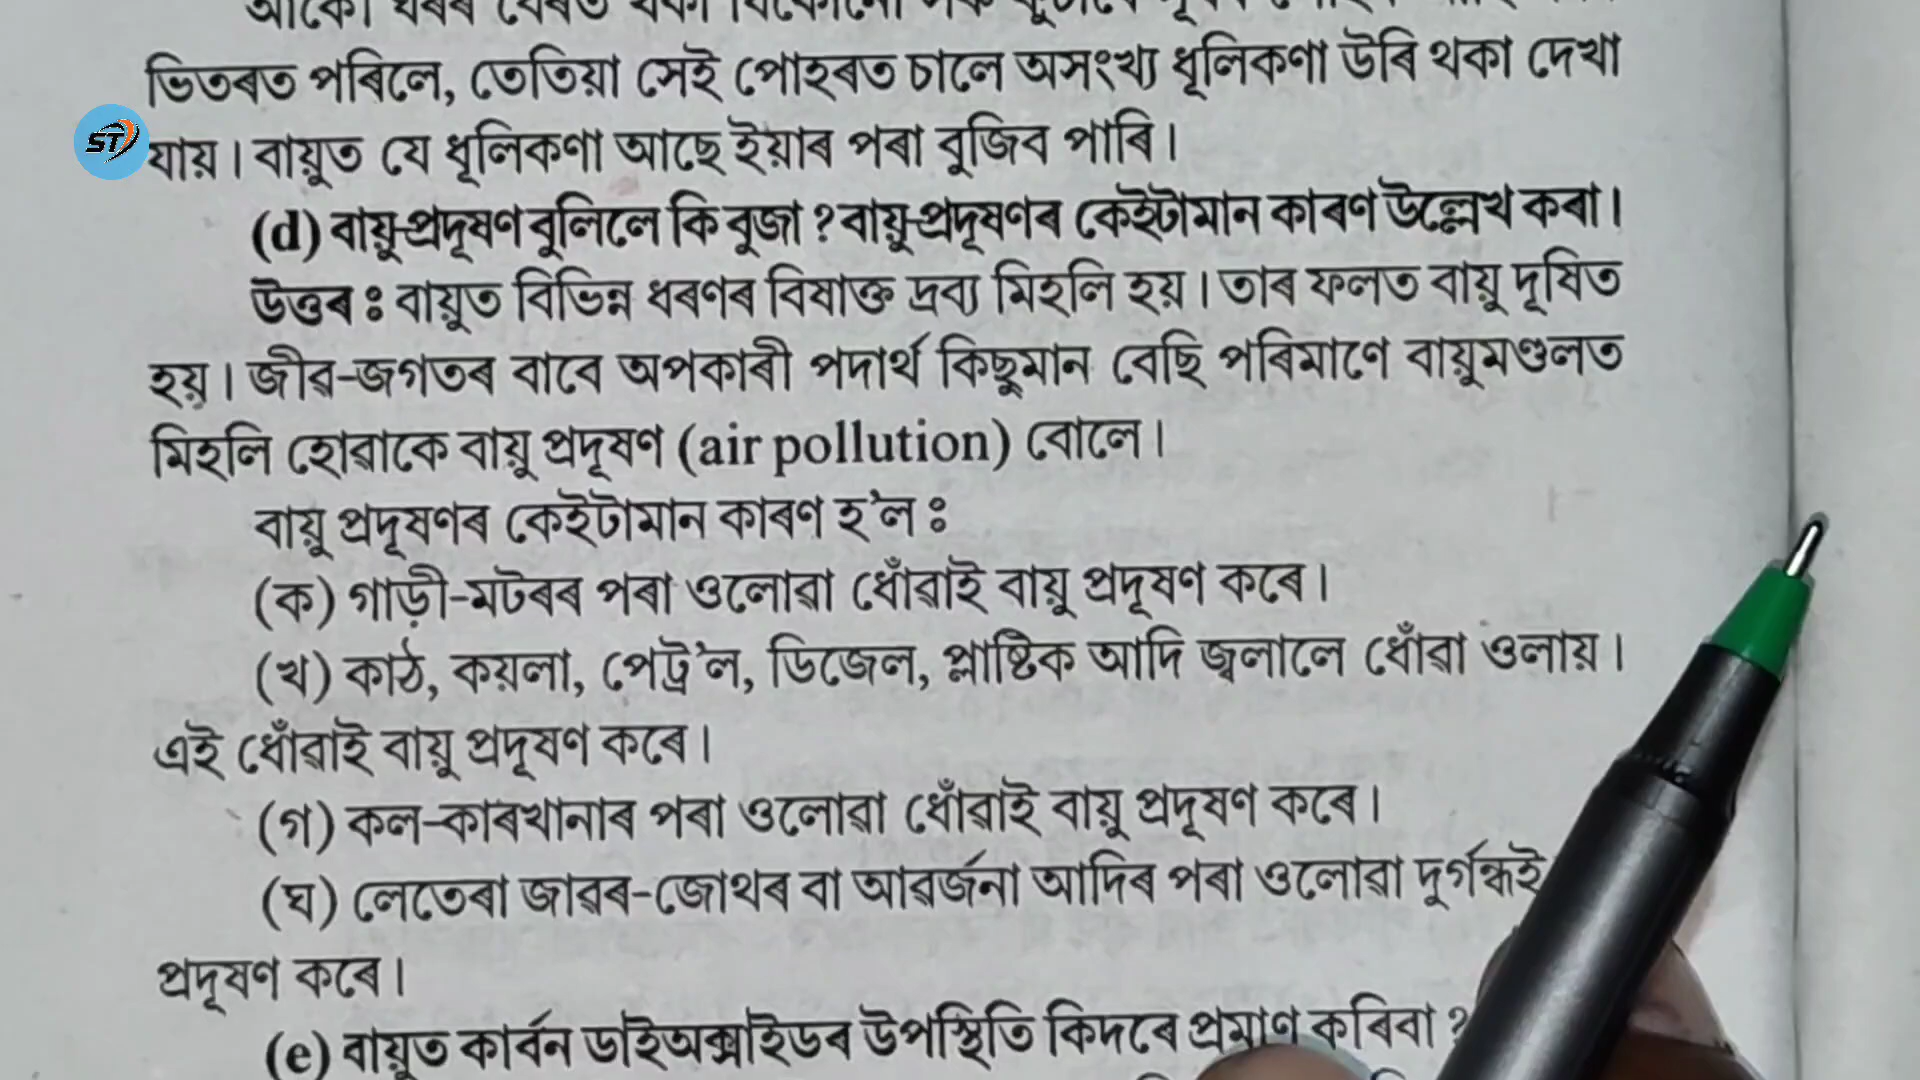 ভিতৰত পৰিলে, তেতিয়া সেই পোহৰত চালে অসংখ্য ধূলিকণা উৰি থকা দেখা
ST
যায়। বায়ুত যে ধূলিকণা আছে ইয়াৰ পৰা বুজিব পাৰি।
(d) বায়ু-প্ৰদূষণ বুলিলে কি বুজা ? বায়ু-প্ৰদূষণৰ কেইটামান কাৰণ উল্লেখ কৰা।
উত্তৰ ঃ বায়ুত বিভিন্ন ধৰণৰ বিষাক্ত দ্ৰব্য মিহলি হয়। তাৰ ফলত বায়ু দূষিত
হয়। জীৱ-জগতৰ বাবে অপকাৰী পদাৰ্থ কিছুমান বেছি পৰিমাণে বায়ুমণ্ডলত
মিহলি হোৱাকে বায়ু প্ৰদূষণ (air pollution) বোলে।
বায়ু প্ৰদূষণৰ কেইটামান কাৰণ হ'ল ঃ
(ক) গাড়ী-মটৰৰ পৰা ওলোৱা ধোঁৱাই বায়ু প্ৰদূষণ কৰে।
(খ) কাঠ, কয়লা, পেট্ৰ'ল, ডিজেল, প্লাষ্টিক আদি জ্বলালে ধোঁৱা ওলায়।
এই ধোঁৱাই বায়ু প্ৰদূষণ কৰে।
(গ) কল-কাৰখানাৰ পৰা ওলোৱা ধোঁৱাই বায়ু প্ৰদূষণ কৰে।
(ঘ) লেতেৰা জাৱৰ-জোথৰ বা আৱৰ্জনা আদিৰ পৰা ওলোৱা দুৰ্গন্ধই
প্ৰদূষণ কৰে।
(e) বায়ুত কাৰ্বন ডাইঅক্সাইডৰ উপস্থিতি কিদৰে প্ৰমাণ কৰিবা ?